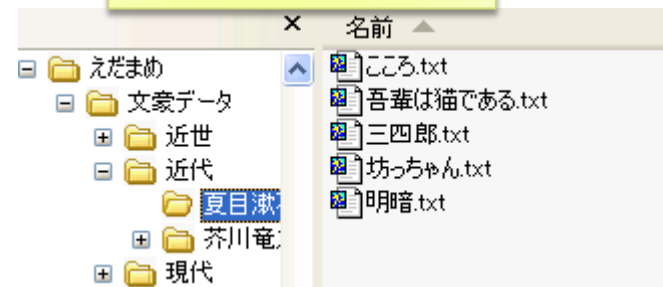 名前
えだまめ
文豪データ
近世
近代
夏目漱
芥川竜
現代
こころ.txt
吾輩は猫である.txt
三四郎.txt
坊っちゃん.txt
明暗.txt